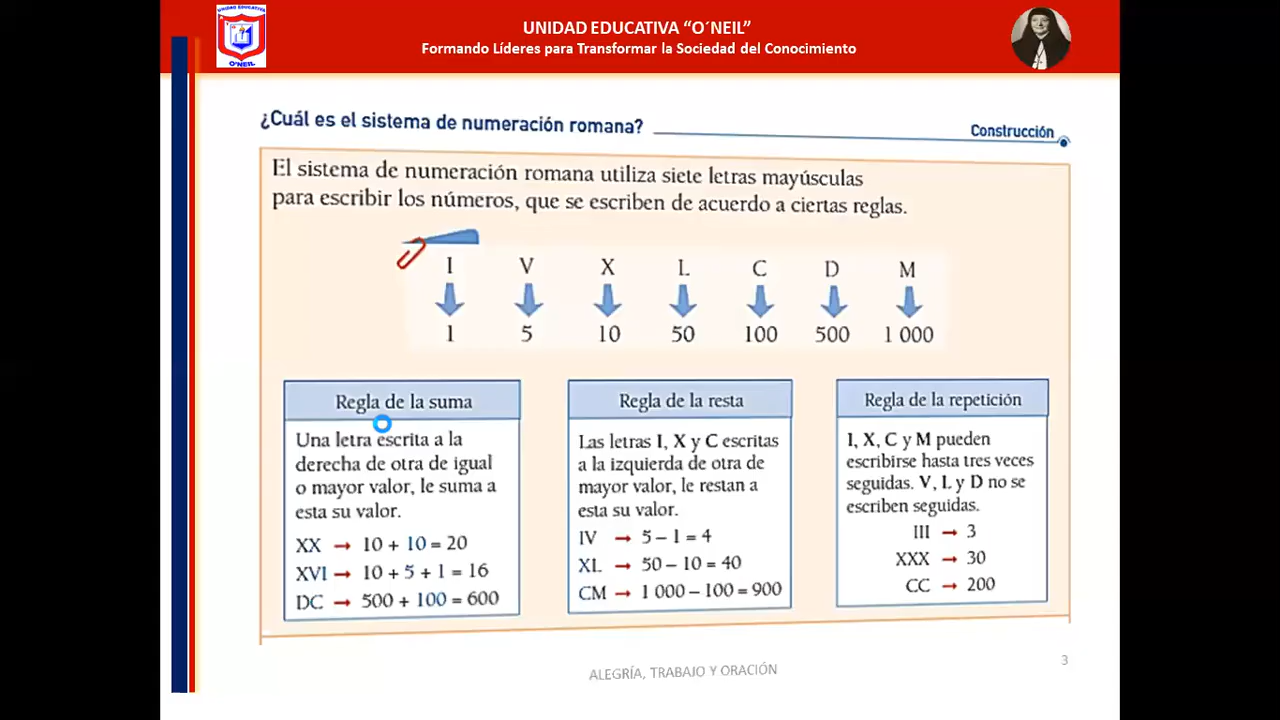 UNIDAD EDUCATIVA
O'NEIL
UNIDAD EDUCATIVA “O´NEIL”
Formando Líderes para Transformar la Sociedad del Conocimiento
¿Cuál es el sistema de numeración romana?
Construcción
El sistema de numeración romana utiliza siete letras mayúsculas
para escribir los números, que se escriben de acuerdo a ciertas reglas.
I V X L C D M
1 5 10 50 100 500 1 000
Regla de la suma
Una letra escrita a la
derecha de otra de igual
o mayor valor, le suma a
esta su valor.
XX → 10 + 10 = 20
XVI → 10 + 5 + 1 = 16
DC → 500 + 100 = 600
Regla de la resta
Las letras I, X y C escritas
a la izquierda de otra de
mayor valor, le restan a
esta su valor.
IV → 5 – 1 = 4
XL → 50 – 10 = 40
CM → 1 000 – 100 = 900
Regla de la repetición
I, X, C y M pueden
escribirse hasta tres veces
seguidas. V, L y D no se
escriben seguidas.
III → 3
XXX → 30
CC → 200
ALEGRÍA, TRABAJO Y ORACIÓN
3